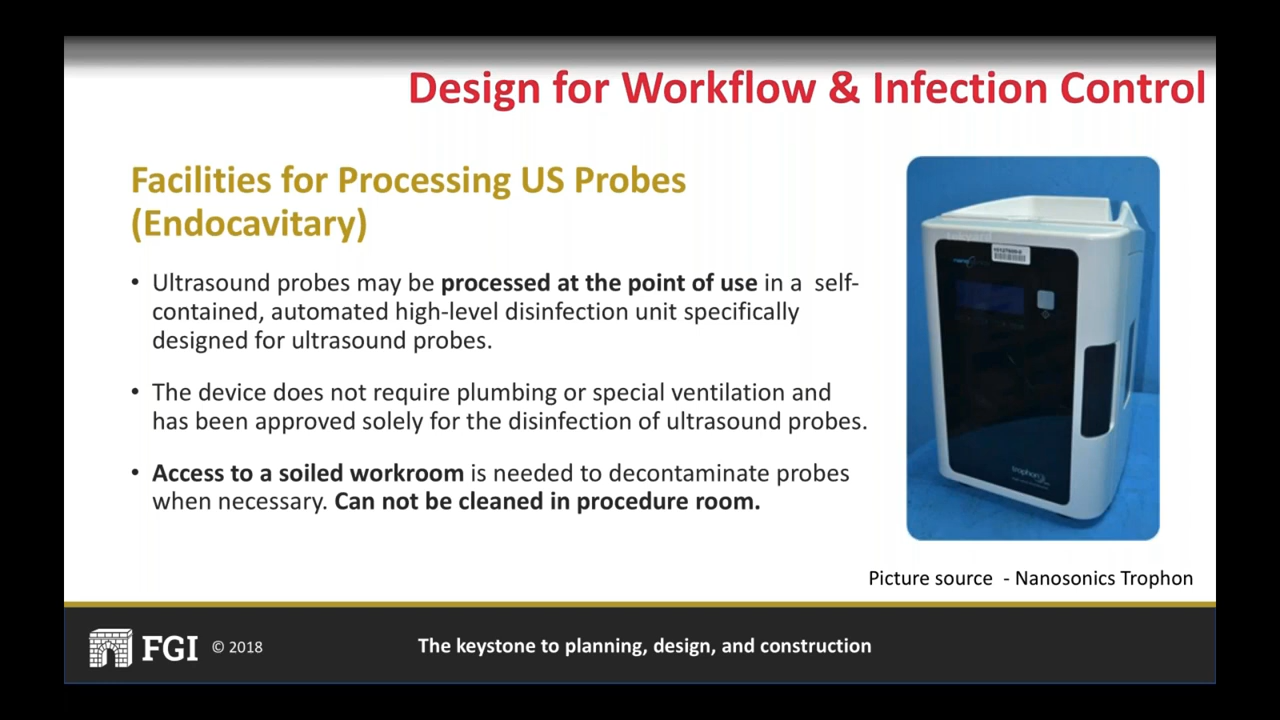 Design for Workflow & Infection Control
Facilities for Processing US Probes
(Endocavitary)
• Ultrasound probes may be processed at the point of use in a self-
contained, automated high-level disinfection unit specifically
designed for ultrasound probes.
• The device does not require plumbing or special ventilation and
has been approved solely for the disinfection of ultrasound probes.
• Access to a soiled workroom is needed to decontaminate probes
when necessary. Can not be cleaned in procedure room.
trophon
Picture source - Nanosonics Trophon
FGI © 2018
The keystone to planning, design, and construction